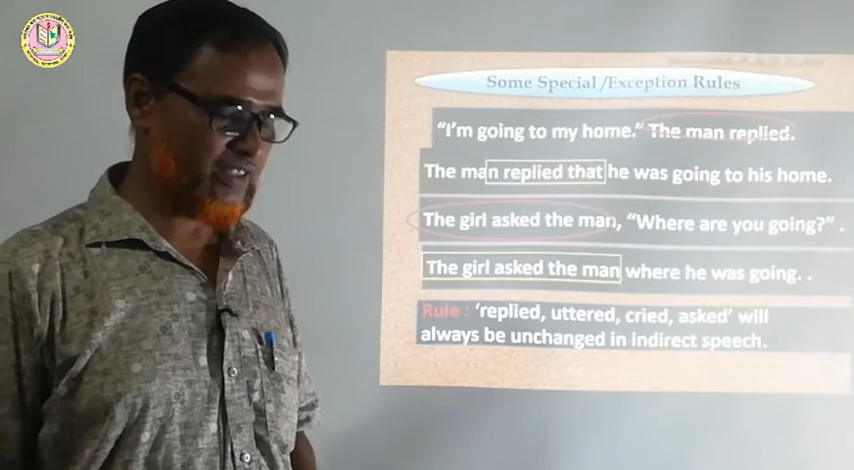 Some Special/Exception Rules
“I'm going to my home.” The man replied.
The man replied that he was going to his home.
The girl asked the man, “Where are you going?” .
The girl asked the man where he was going. .
Rule : ‘replied, uttered, cried, asked’ will
always be unchanged in indirect speech.